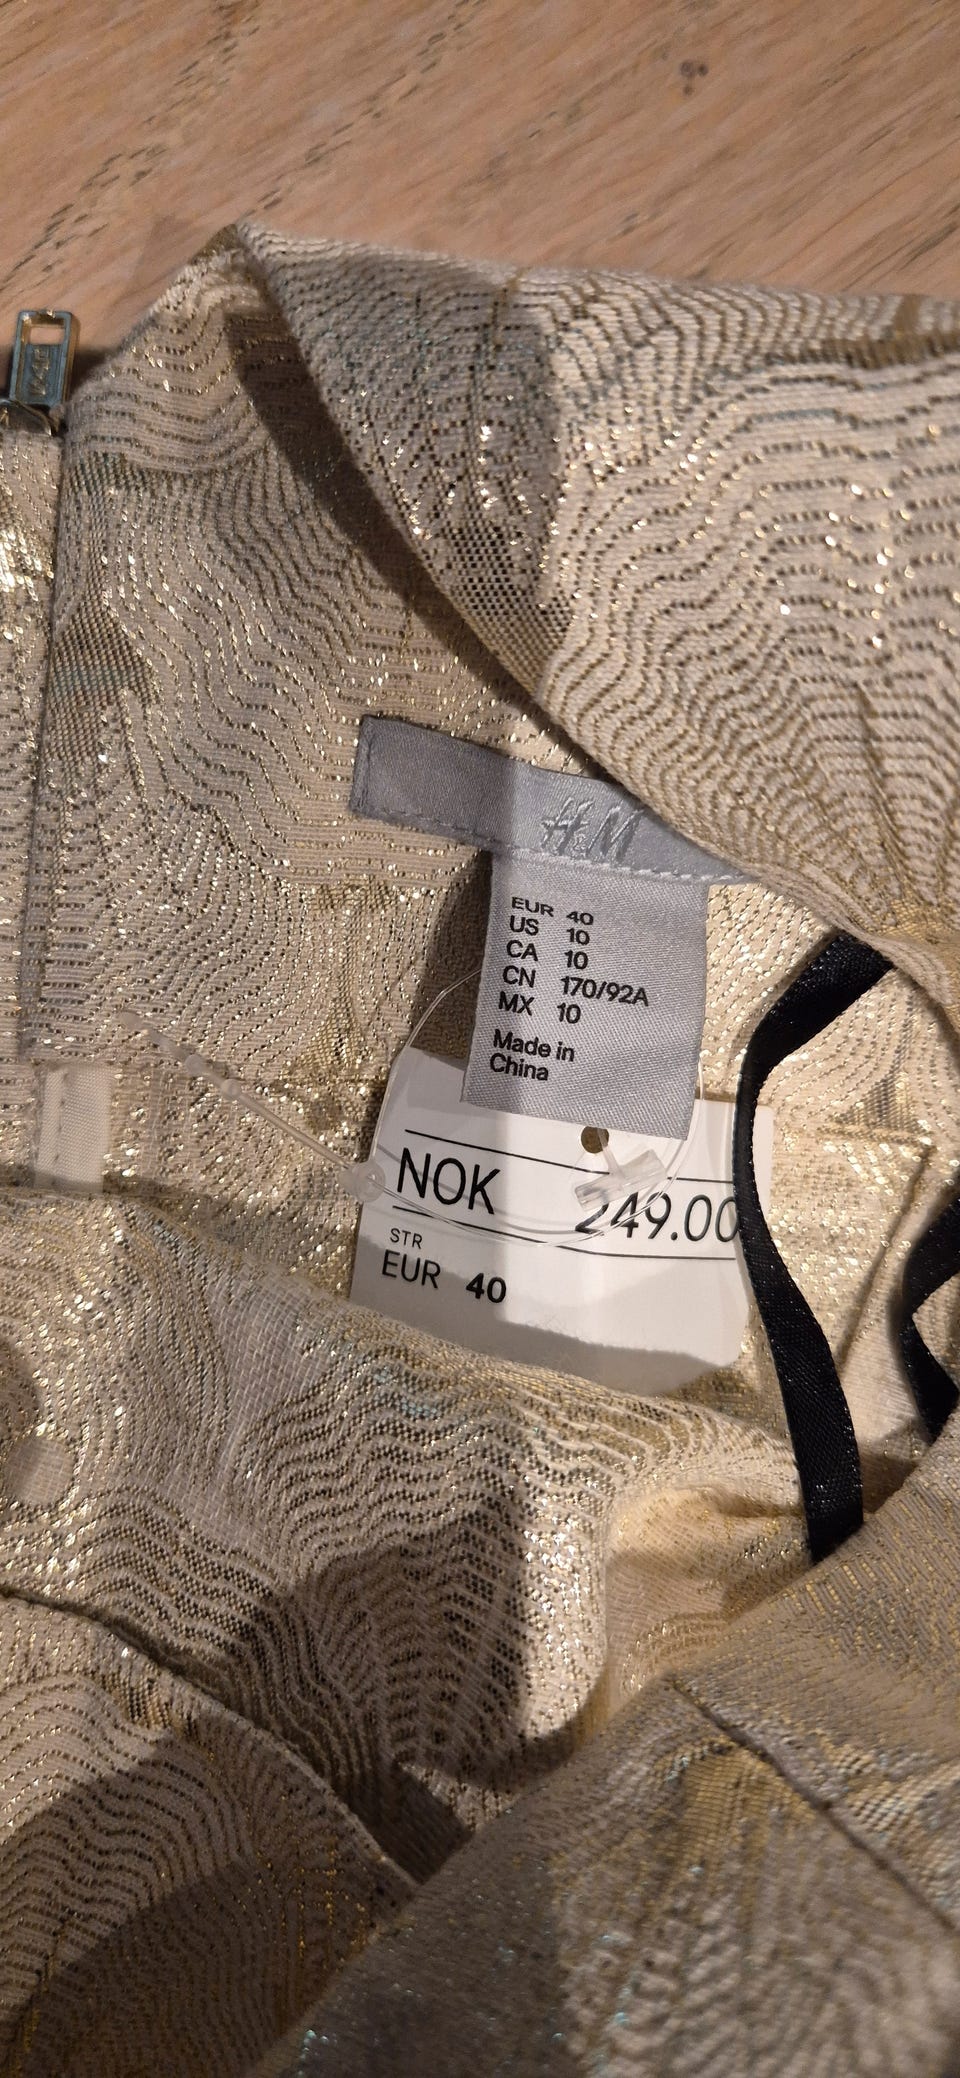 H&M
EUR 40
US 10
CA 10
CN 170/92A
MX 10
Made in
China
NOK 249.00
STR
EUR 40
YKK